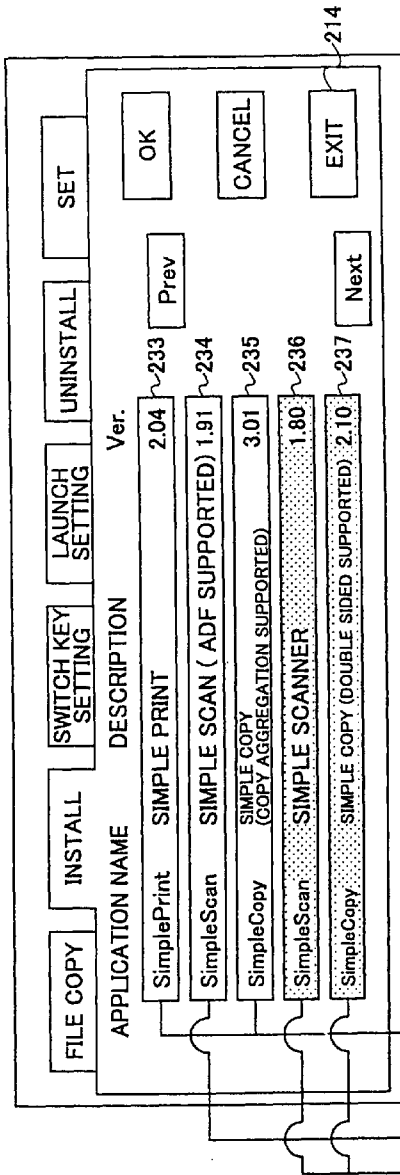 FILE COPY
INSTALL
SWITCH KEY
SETTING
LAUNCH
SETTING
UNINSTALL
SET
APPLICATION NAME DESCRIPTION Ver.
SimplePrint SIMPLE PRINT 2.04 233
SimpleScan SIMPLE SCAN ( ADF SUPPORTED) 1.91 234
SimpleCopy SIMPLE COPY
(COPY AGGREGATION SUPPORTED) 3.01 235
SimpleScan SIMPLE SCANNER 1.80 236
SimpleCopy SIMPLE COPY (DOUBLE SIDED SUPPORTED) 2.10 237
Prev
Next
OK
CANCEL
EXIT
214